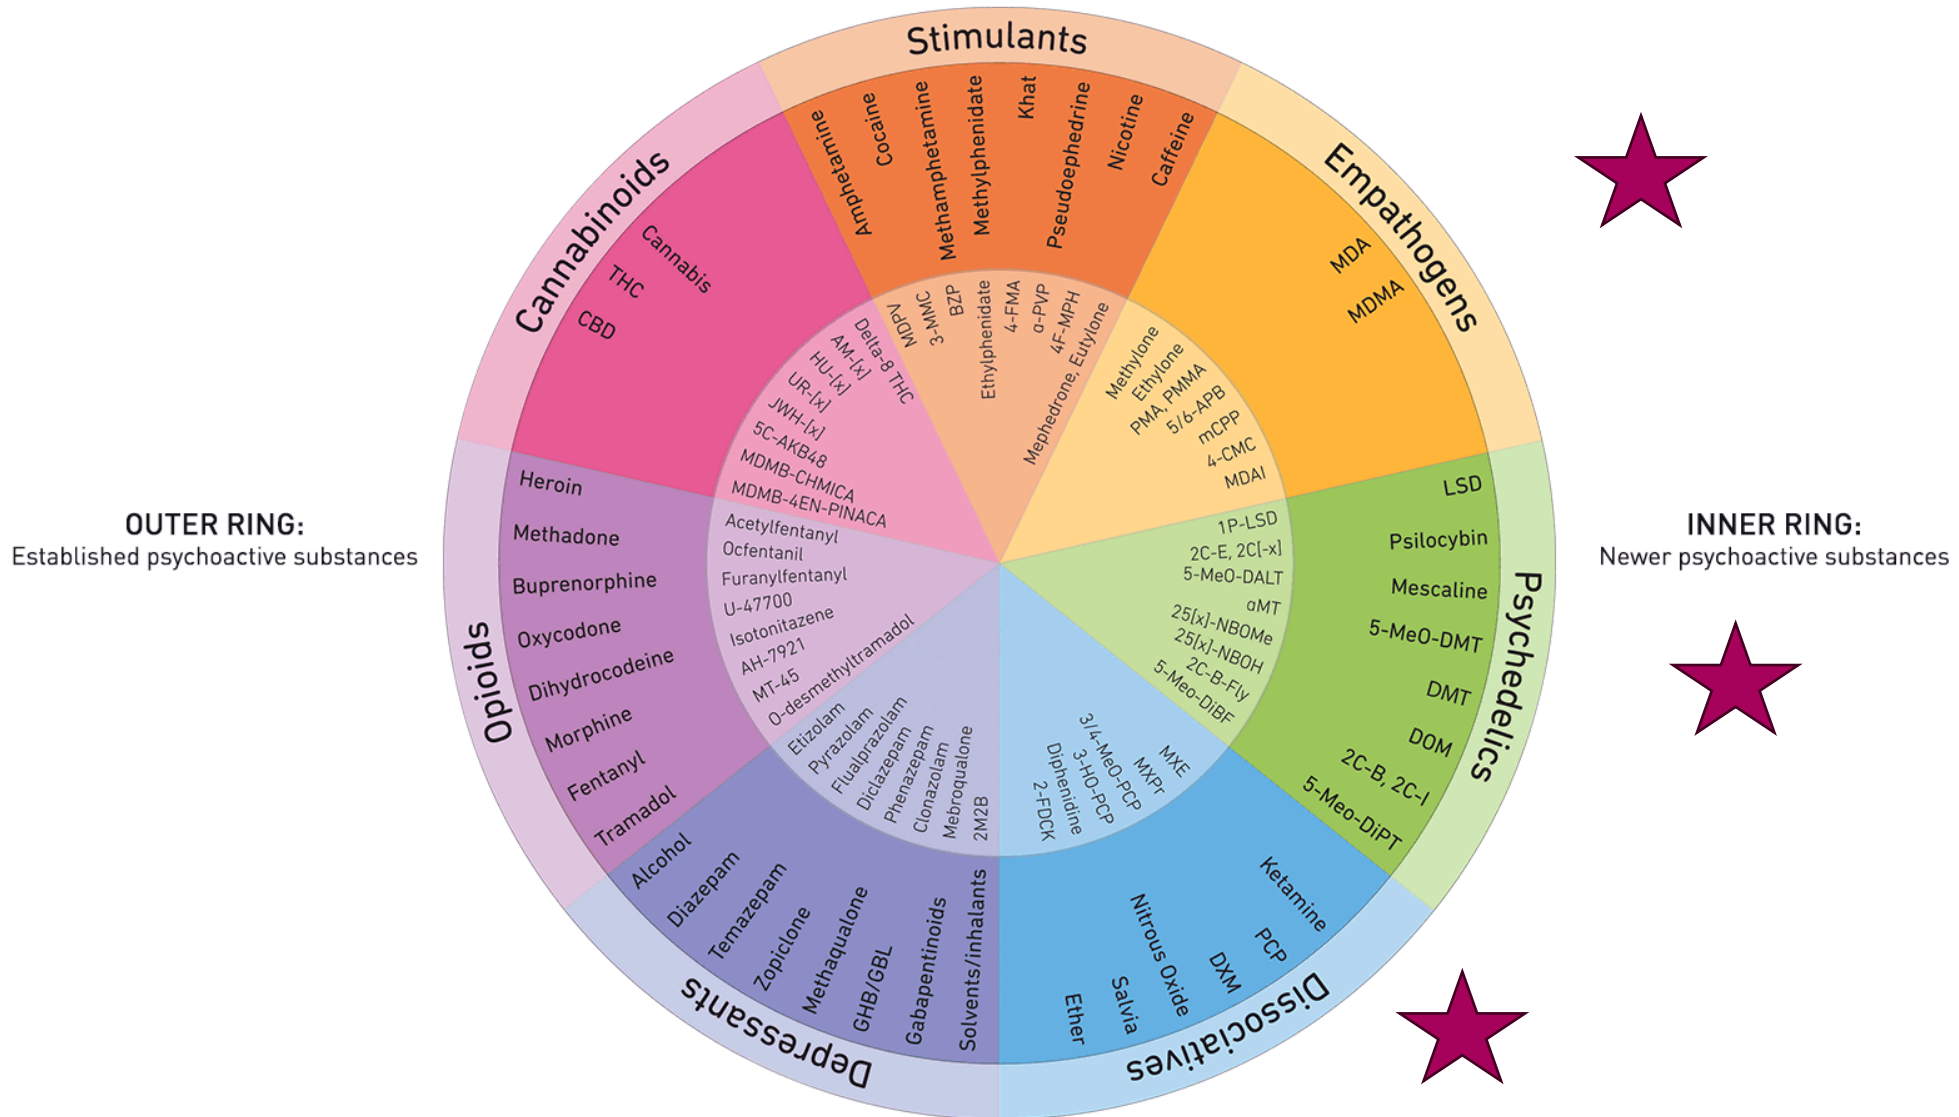 Stimulants
Amphetamine
Cocaine
Methamphetamine
Methylphenidate
Khat
Pseudoephedrine
Nicotine
Caffeine
MDPV
3-MMC
BZP
Ethylphenidate
4-FMA
α-PVP
4F-MPH
Mephedrone, Eutylone
Empathogens
MDA
MDMA
Methylone
Ethylone
PMA, PMMA
5/6-APB
mCPP
4-CMC
MDAI
Psychedelics
LSD
Psilocybin
Mescaline
5-MeO-DMT
DMT
DOM
2C-B, 2C-I
5-Meo-DiPT
1P-LSD
2C-E, 2C[-x]
5-MeO-DALT
αMT
25[x]-NBOMe
25[x]-NBOH
2C-B-Fly
5-Meo-DiBF
Dissociatives
Ketamine
PCP
DXM
Nitrous Oxide
Salvia
Ether
MXE
MXPr
3/4-MeO-PCP
3-HO-PCP
Diphenidine
2-FDCK
Depressants
Alcohol
Diazepam
Temazepam
Zopiclone
Methaqualone
GHB/GBL
Gabapentinoids
Solvents/inhalants
Etizolam
Pyrazolam
Flualprazolam
Diclazepam
Phenazepam
Clonazolam
Mebroqualone
2M2B
Opioids
Heroin
Methadone
Buprenorphine
Oxycodone
Dihydrocodeine
Morphine
Fentanyl
Tramadol
Acetylfentanyl
Ocfentanil
Furanylfentanyl
U-47700
Isotonitazene
AH-7921
MT-45
O-desmethyltramadol
Cannabinoids
Cannabis
THC
CBD
Delta-8 THC
AM-[x]
HU-[x]
UR-[x]
JWH-[x]
5C-AKB48
MDMB-CHMICA
MDMB-4EN-PINACA
OUTER RING:
Established psychoactive substances
INNER RING:
Newer psychoactive substances